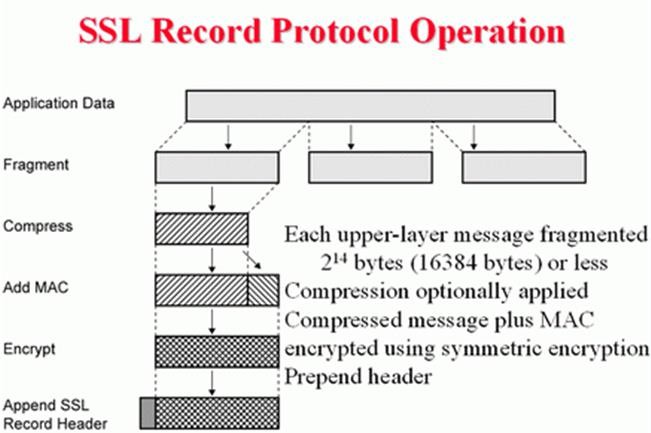 SSL Record Protocol Operation
Application Data
Fragment
Compress
Each upper-layer message fragmented
2¹⁴ bytes (16384 bytes) or less
Add MAC
Compression optionally applied
Compressed message plus MAC
Encrypt
encrypted using symmetric encryption
Prepend header
Append SSL
Record Header